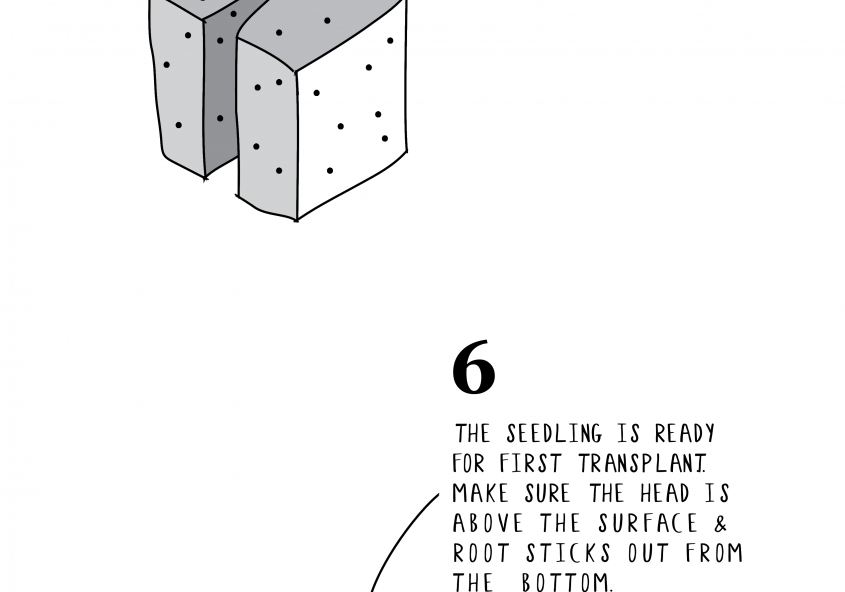 6
THE SEEDLING IS READY
FOR FIRST TRANSPLANT.
MAKE SURE THE HEAD IS
ABOVE THE SURFACE &
ROOT STICKS OUT FROM
THE BOTTOM.